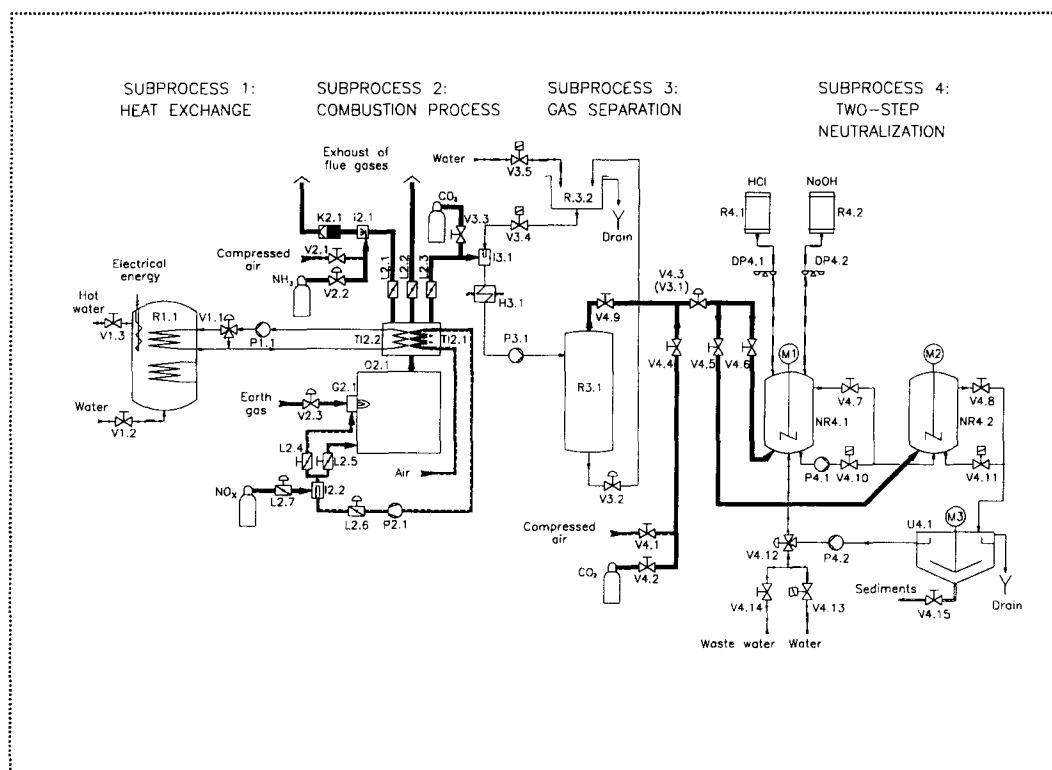 SUBPROCESS 1:
HEAT EXCHANGE
SUBPROCESS 2:
COMBUSTION PROCESS
SUBPROCESS 3:
GAS SEPARATION
SUBPROCESS 4:
TWO-STEP
NEUTRALIZATION
Exhaust of
flue gases
Water
V3.5
R.3.2
V3.4
Drain
CO2
V3.3
I3.1
H3.1
K2.1
i2.1
V2.1
Compressed
air
NH3
V2.2
L2.1
L2.2
L2.3
HCl
NaOH
R4.1
R4.2
DP4.1
DP4.2
Electrical
energy
Hot
water
V1.3
R1.1
V1.1
P1.1
TI2.2
TI2.1
O2.1
P3.1
V4.3
(V3.1)
V4.9
V4.4
V4.5
V4.6
R3.1
M1
M2
V4.7
V4.8
NR4.1
NR4.2
Water
V1.2
Earth
gas
V2.3
G2.1
L2.4
L2.5
Air
NOx
L2.7
I2.2
L2.6
P2.1
V3.2
P4.1
V4.10
V4.11
Compressed
air
V4.1
CO2
V4.2
V4.12
P4.2
U4.1
M3
V4.14
V4.13
Sediments
V4.15
Drain
Waste water
Water